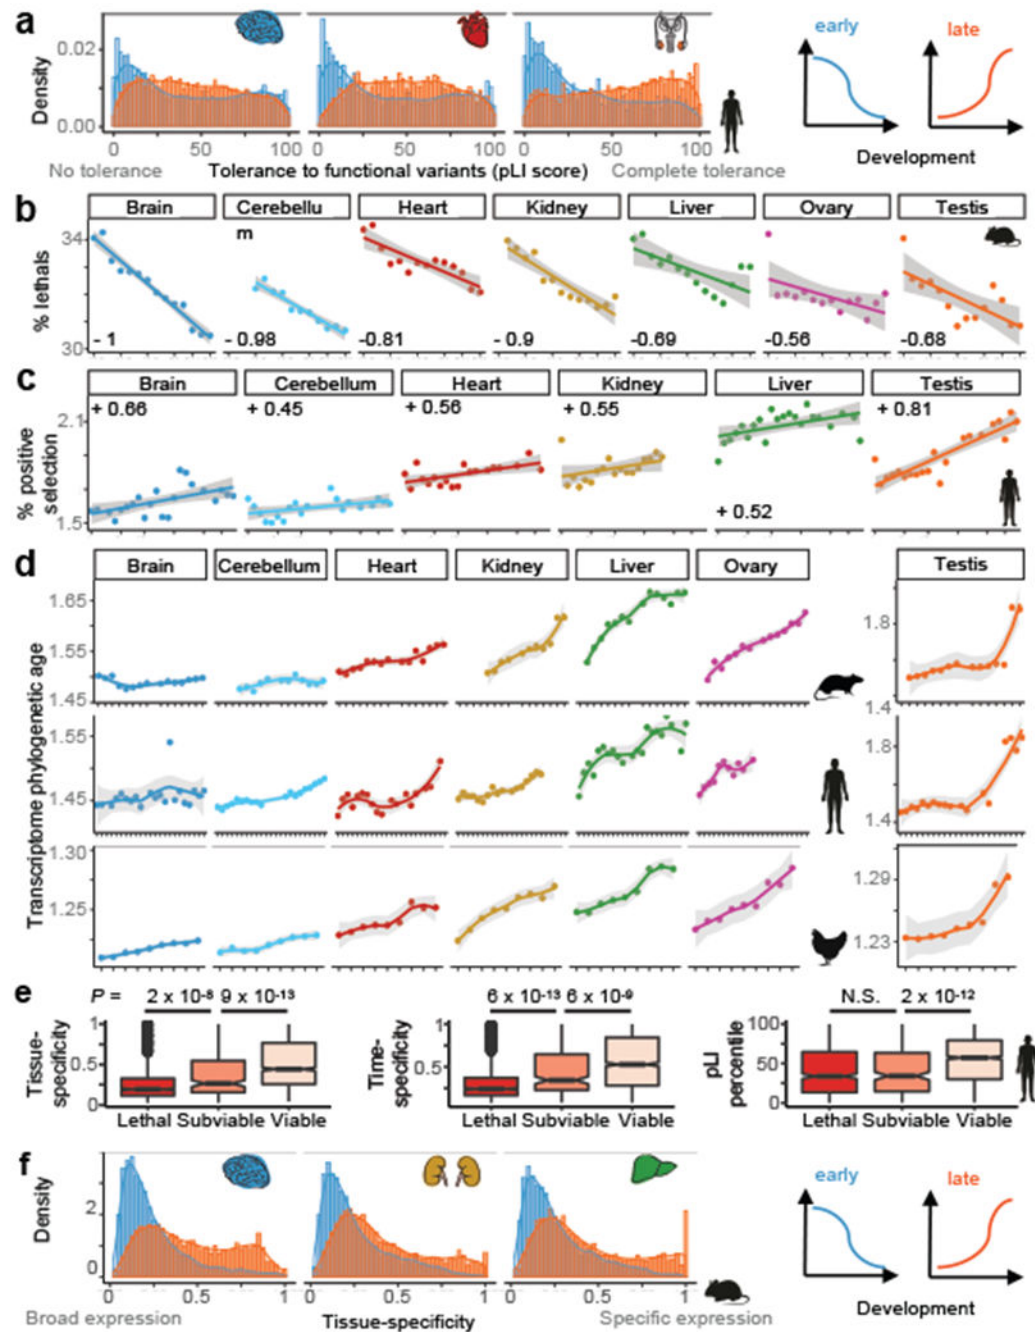 a
0.02
0.00
Density
0 50 100
0 50 100
0 50 100
No tolerance
Tolerance to functional variants (pLI score)
Complete tolerance
early
late
Development
b
Brain
Cerebellu
m
Heart
Kidney
Liver
Ovary
Testis
34
30
% lethals
- 1
- 0.98
-0.81
- 0.9
-0.69
-0.56
-0.68
c
Brain
Cerebellum
Heart
Kidney
Liver
Testis
+ 0.66
+ 0.45
+ 0.56
+ 0.55
+ 0.52
+ 0.81
2.1
1.5
% positive
selection
d
Brain
Cerebellum
Heart
Kidney
Liver
Ovary
Testis
Transcriptome phylogenetic age
1.65
1.55
1.45
1.8
1.4
1.55
1.45
1.8
1.4
1.30
1.25
1.29
1.23
e
P =
2 x 10-8
9 x 10-13
6 x 10-13
6 x 10-9
N.S.
2 x 10-12
Tissue-
specificity
1
0.5
0
Lethal Subviable Viable
Time-
specificity
1
0.5
Lethal Subviable Viable
pLI
percentile
100
50
0
Lethal Subviable Viable
f
Density
2
0
0 0.5 1
0 0.5 1
0 0.5 1
Broad expression
Tissue-specificity
Specific expression
early
late
Development